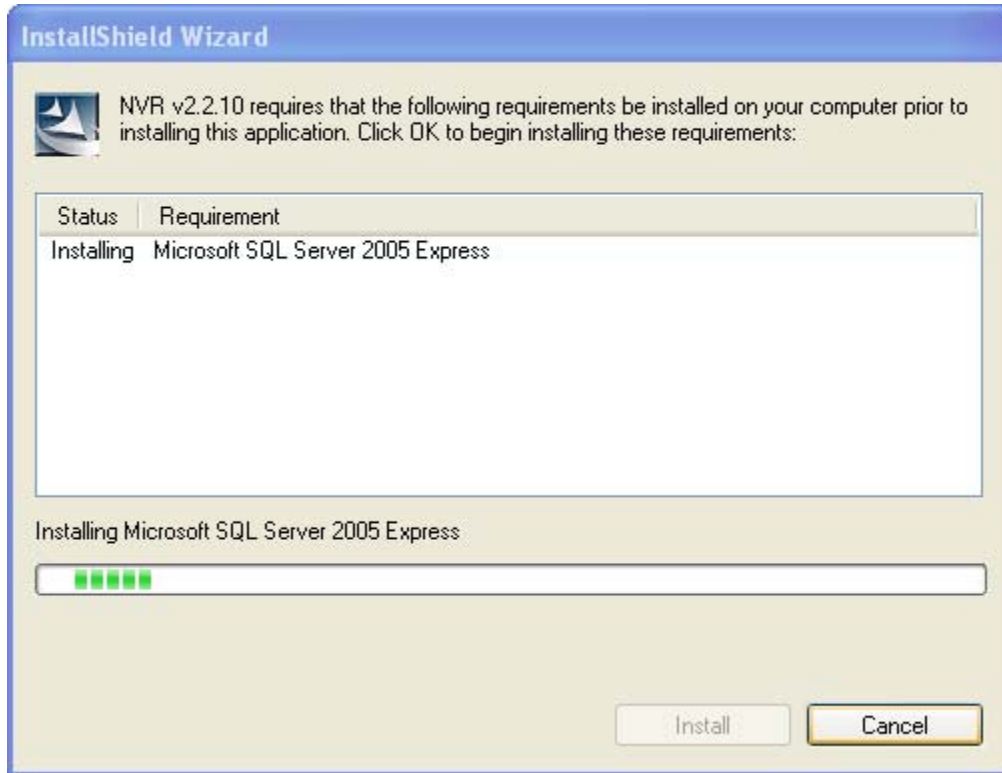 InstallShield Wizard
NVR v2.2.10 requires that the following requirements be installed on your computer prior to
installing this application. Click OK to begin installing these requirements:
Status Requirement
Installing Microsoft SQL Server 2005 Express
Installing Microsoft SQL Server 2005 Express
Install Cancel